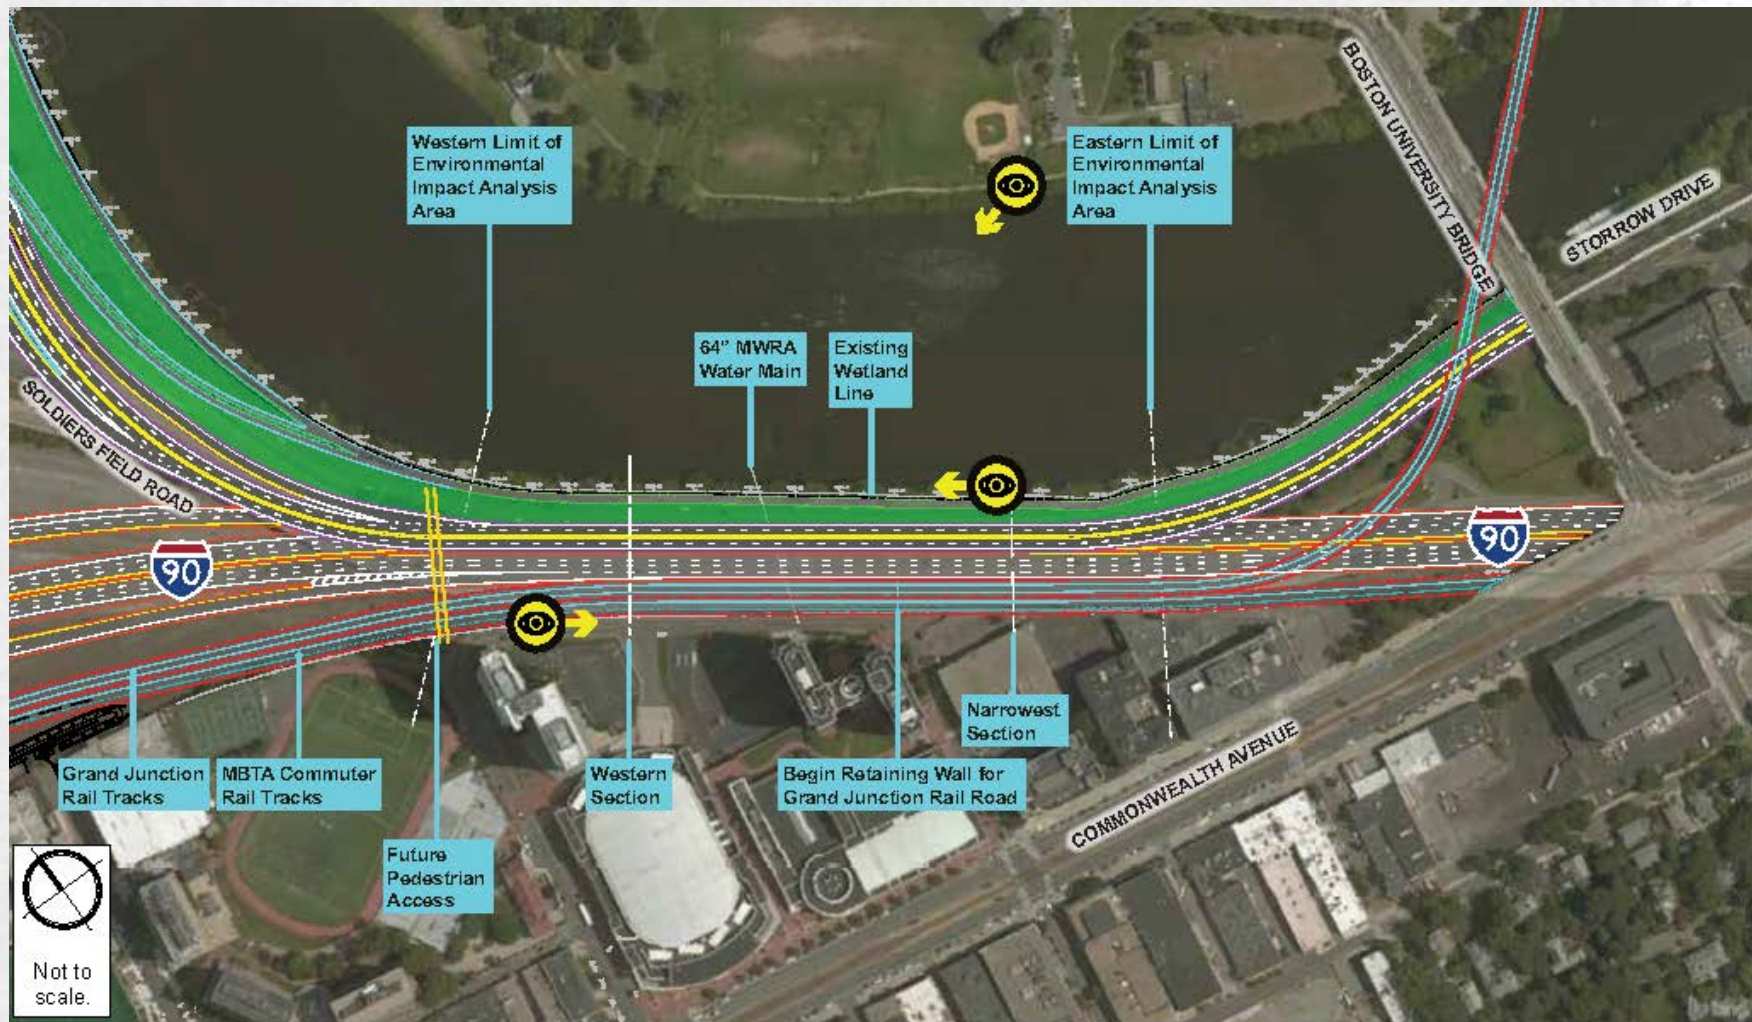 BOSTON UNIVERSITY BRIDGE
STORROW DRIVE
Western Limit of
Environmental
Impact Analysis
Area
Eastern Limit of
Environmental
Impact Analysis
Area
64" MWRA
Water Main
Existing
Wetland
Line
SOLDIERS FIELD ROAD
90
90
Narrowest
Section
Grand Junction
Rail Tracks
MBTA Commuter
Rail Tracks
Western
Section
Begin Retaining Wall for
Grand Junction Rail Road
COMMONWEALTH AVENUE
Future
Pedestrian
Access
Not to
scale.